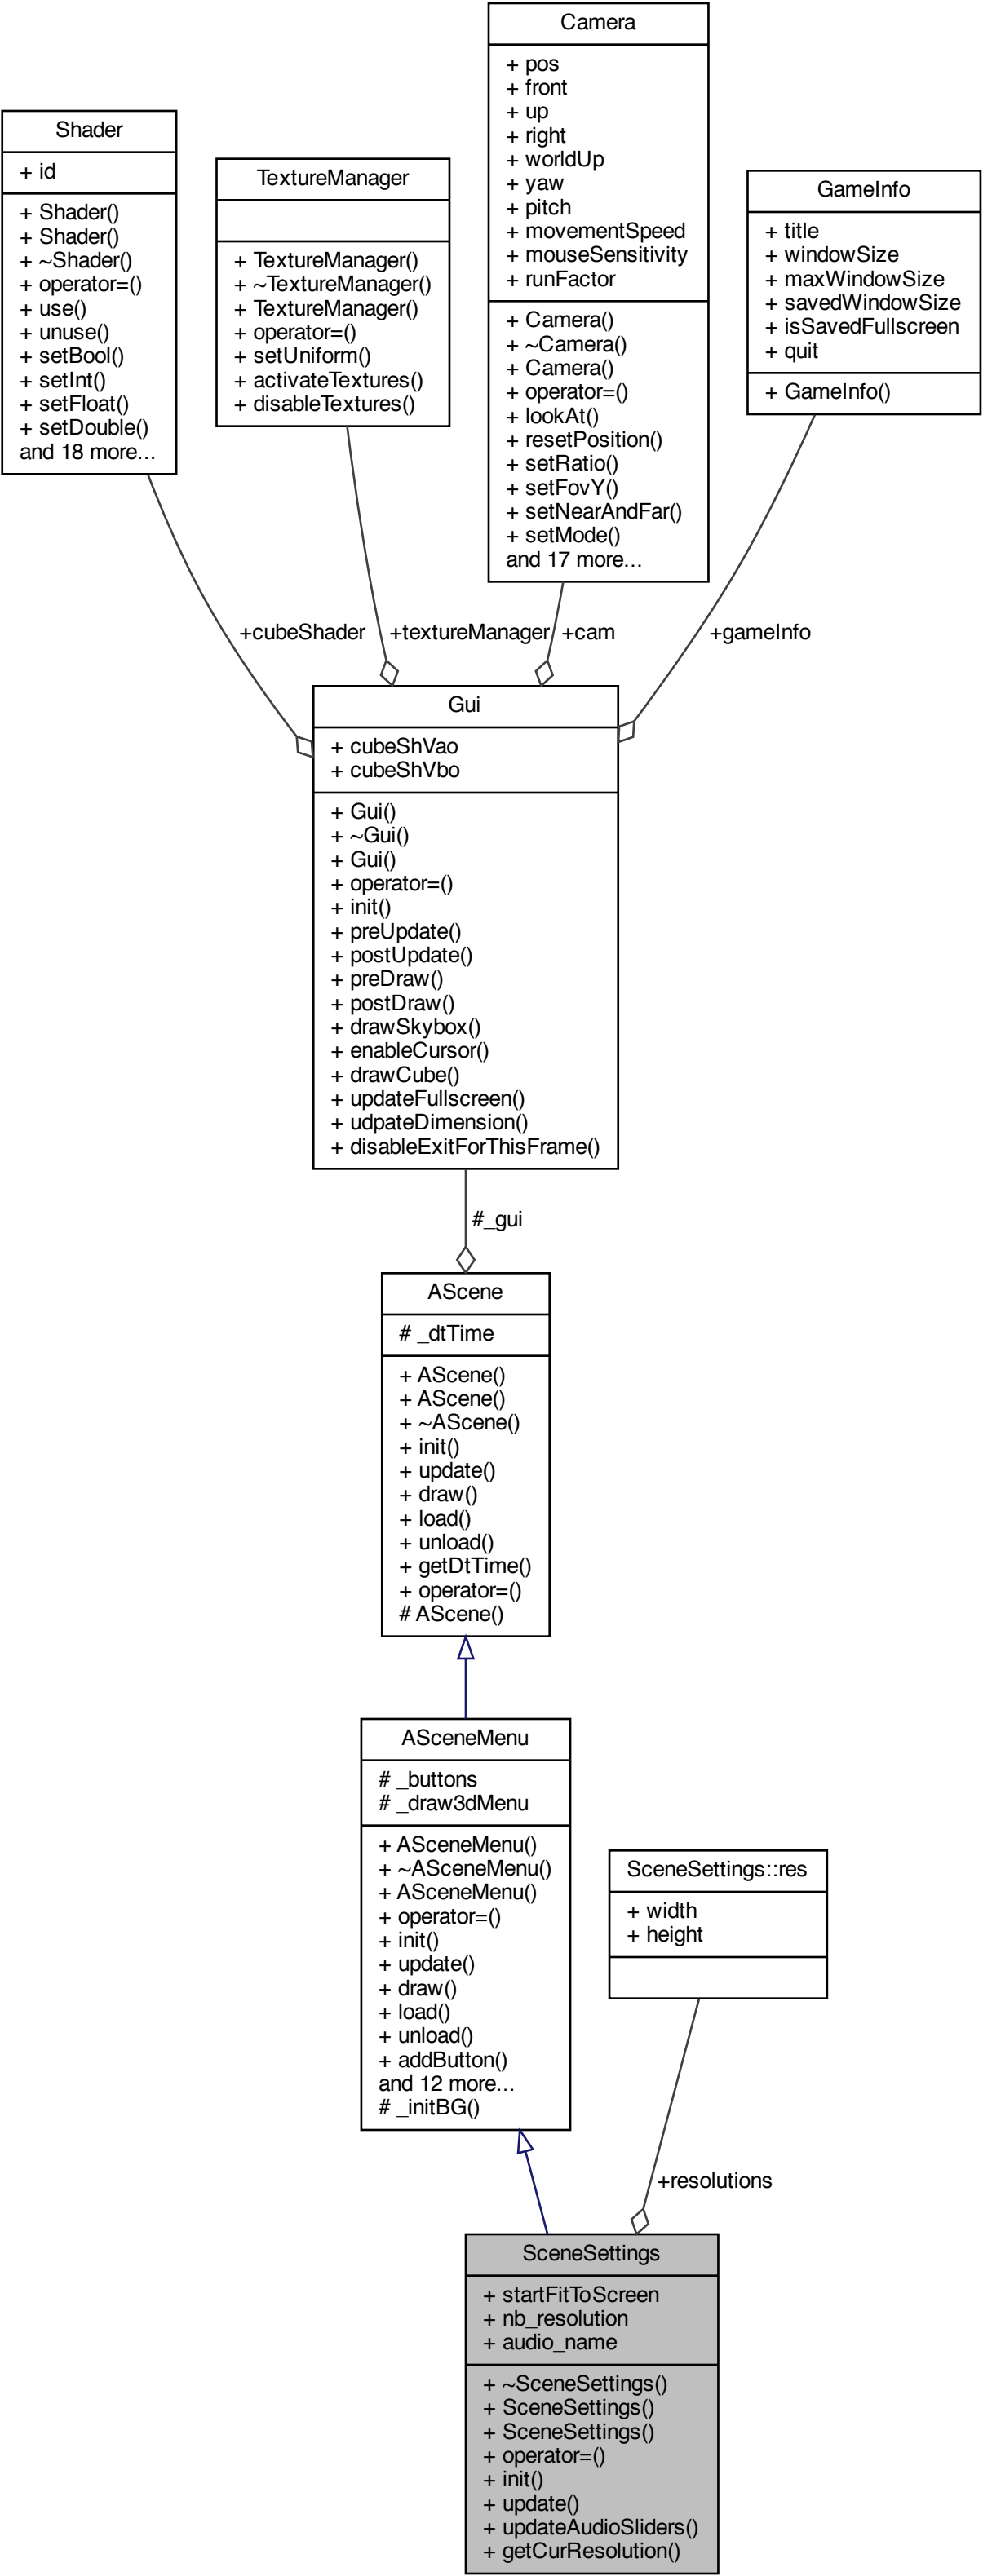 Camera
+ pos
+ front
+ up
+ right
+ worldUp
+ yaw
+ pitch
+ movementSpeed
+ mouseSensitivity
+ runFactor
+ Camera()
+ ~Camera()
+ Camera()
+ operator=()
+ lookAt()
+ resetPosition()
+ setRatio()
+ setFovY()
+ setNearAndFar()
+ setMode()
and 17 more...
Shader
+ id
+ Shader()
+ Shader()
+ ~Shader()
+ operator=()
+ use()
+ unuse()
+ setBool()
+ setInt()
+ setFloat()
+ setDouble()
and 18 more...
TextureManager
+ TextureManager()
+ ~TextureManager()
+ TextureManager()
+ operator=()
+ setUniform()
+ activateTextures()
+ disableTextures()
GameInfo
+ title
+ windowSize
+ maxWindowSize
+ savedWindowSize
+ isSavedFullscreen
+ quit
+ GameInfo()
+cubeShader
+textureManager
+cam
+gameInfo
Gui
+ cubeShVao
+ cubeShVbo
+ Gui()
+ ~Gui()
+ Gui()
+ operator=()
+ init()
+ preUpdate()
+ postUpdate()
+ preDraw()
+ postDraw()
+ drawSkybox()
+ enableCursor()
+ drawCube()
+ updateFullscreen()
+ udpateDimension()
+ disableExitForThisFrame()
#_gui
AScene
# _dtTime
+ AScene()
+ AScene()
+ ~AScene()
+ init()
+ update()
+ draw()
+ load()
+ unload()
+ getDtTime()
+ operator=()
# AScene()
ASceneMenu
# _buttons
# _draw3dMenu
+ ASceneMenu()
+ ~ASceneMenu()
+ ASceneMenu()
+ operator=()
+ init()
+ update()
+ draw()
+ load()
+ unload()
+ addButton()
and 12 more...
# _initBG()
SceneSettings::res
+ width
+ height
+resolutions
SceneSettings
+ startFitToScreen
+ nb_resolution
+ audio_name
+ ~SceneSettings()
+ SceneSettings()
+ SceneSettings()
+ operator=()
+ init()
+ update()
+ updateAudioSliders()
+ getCurResolution()